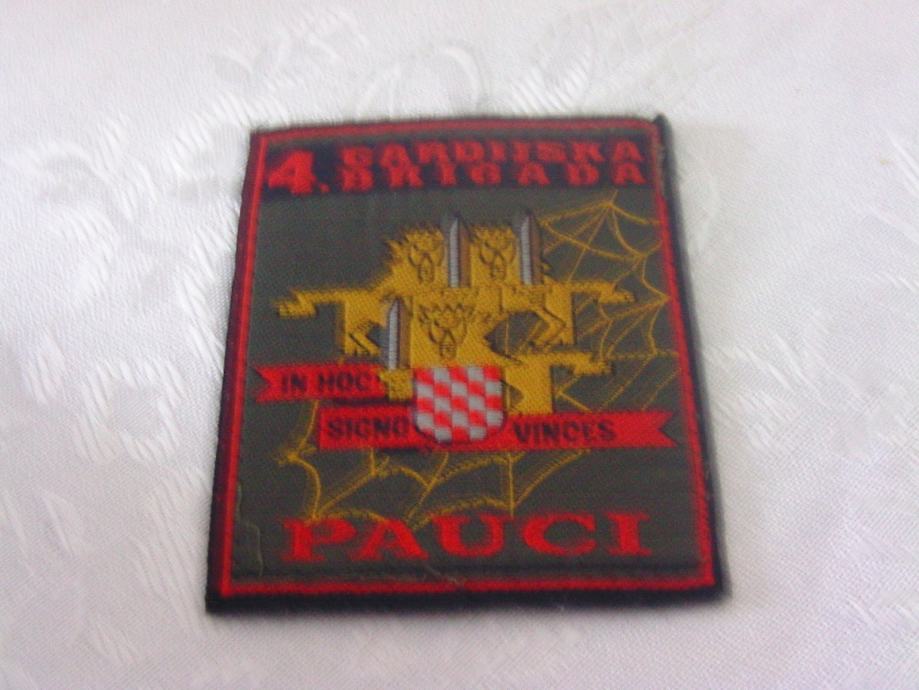 4. GARDIJSKA
BRIGADA
IN HOC
SIGNO VINCES
PAUCI